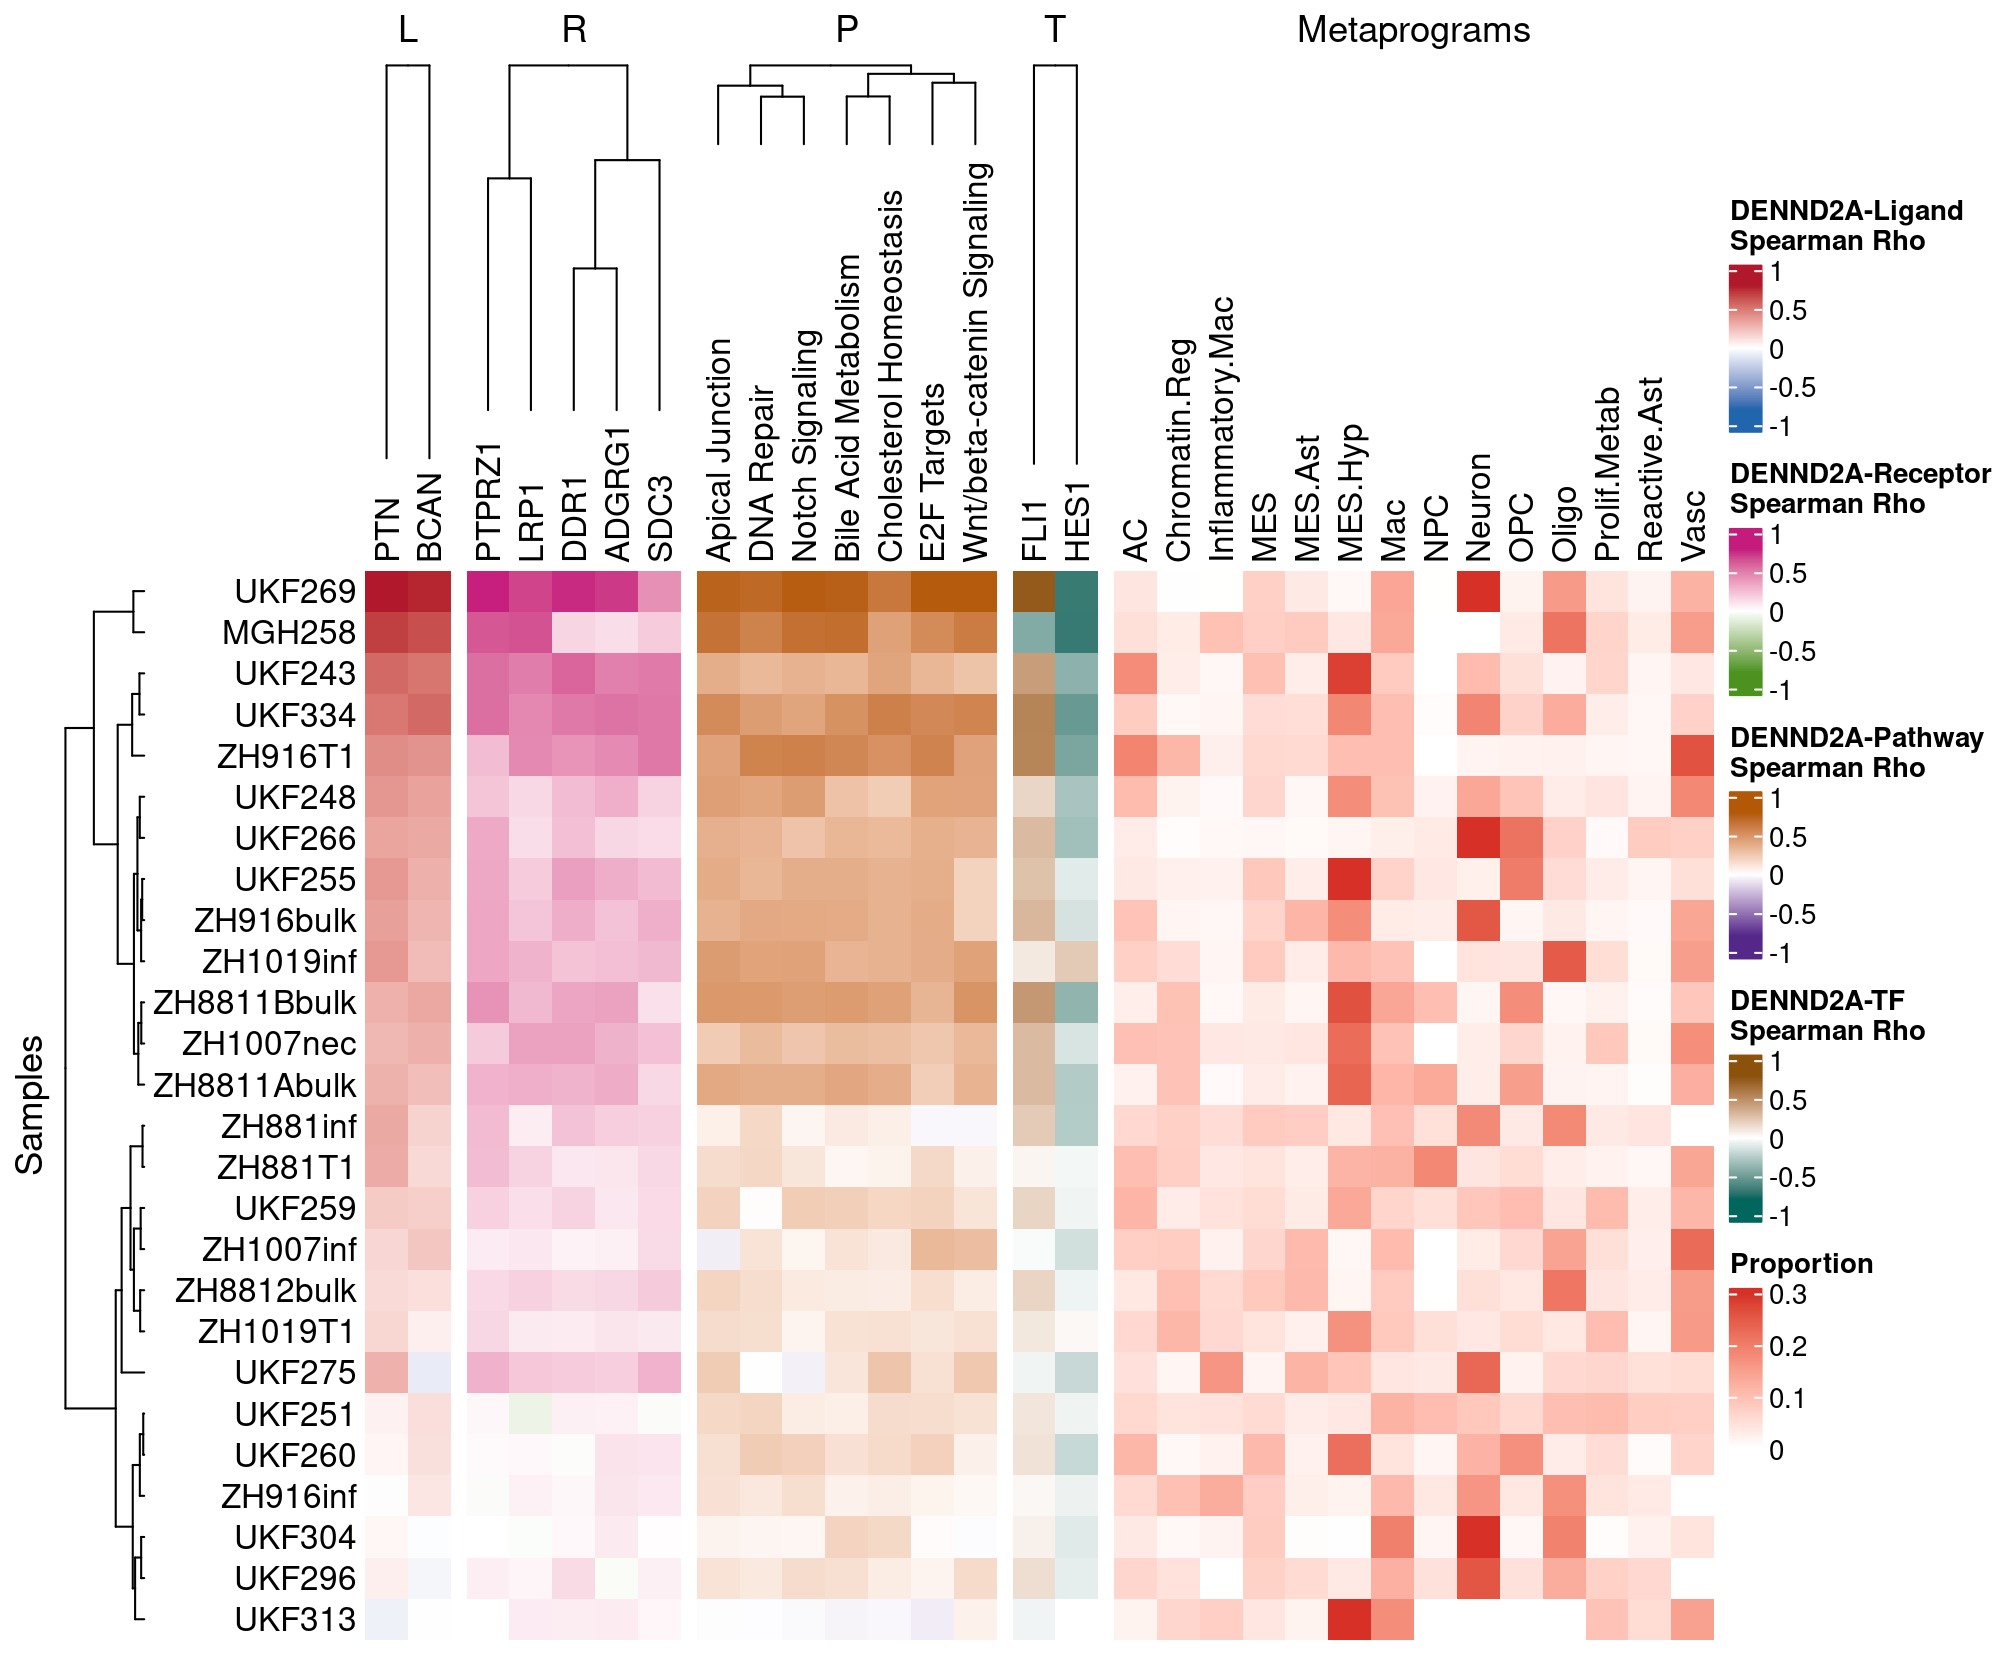 L
R
P
T
Metaprograms
PTN
BCAN
PTPRZ1
LRP1
DDR1
ADGRG1
SDC3
Apical Junction
DNA Repair
Notch Signaling
Bile Acid Metabolism
Cholesterol Homeostasis
E2F Targets
Wnt/beta-catenin Signaling
FLI1
HES1
AC
Chromatin.Reg
Inflammatory.Mac
MES
MES.Ast
MES.Hyp
Mac
NPC
Neuron
OPC
Oligo
Prolif.Metab
Reactive.Ast
Vasc
Samples
UKF269
MGH258
UKF243
UKF334
ZH916T1
UKF248
UKF266
UKF255
ZH916bulk
ZH1019inf
ZH8811Bbulk
ZH1007nec
ZH8811Abulk
ZH881inf
ZH881T1
UKF259
ZH1007inf
ZH8812bulk
ZH1019T1
UKF275
UKF251
UKF260
ZH916inf
UKF304
UKF296
UKF313
DENND2A-Ligand
Spearman Rho
1
0.5
0
-0.5
-1
DENND2A-Receptor
Spearman Rho
1
0.5
0
-0.5
-1
DENND2A-Pathway
Spearman Rho
1
0.5
0
-0.5
-1
DENND2A-TF
Spearman Rho
1
0.5
0
-0.5
-1
Proportion
0.3
0.2
0.1
0